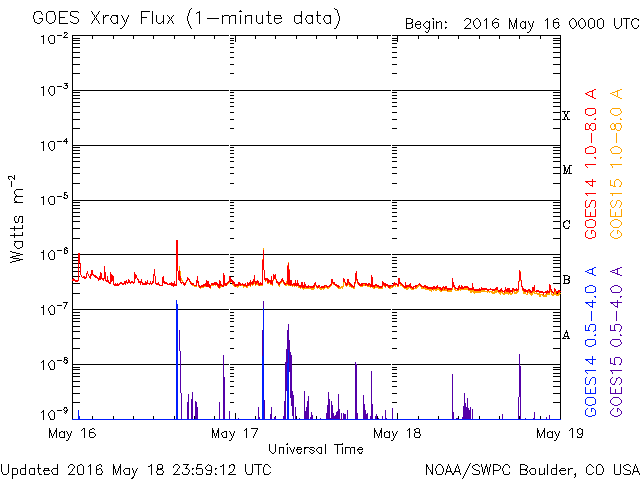 GOES Xray Flux (1-minute data)
Begin: 2016 May 16 0000 UTC
10⁻²
10⁻³
10⁻⁴
10⁻⁵
10⁻⁶
10⁻⁷
10⁻⁸
10⁻⁹
Watts m⁻²
X
M
C
B
A
GOES14 1.0-8.0 A
GOES15 1.0-8.0 A
GOES14 0.5-4.0 A
GOES15 0.5-4.0 A
May 16 May 17 May 18 May 19
Universal Time
Updated 2016 May 18 23:59:12 UTC
NOAA/SWPC Boulder, CO USA